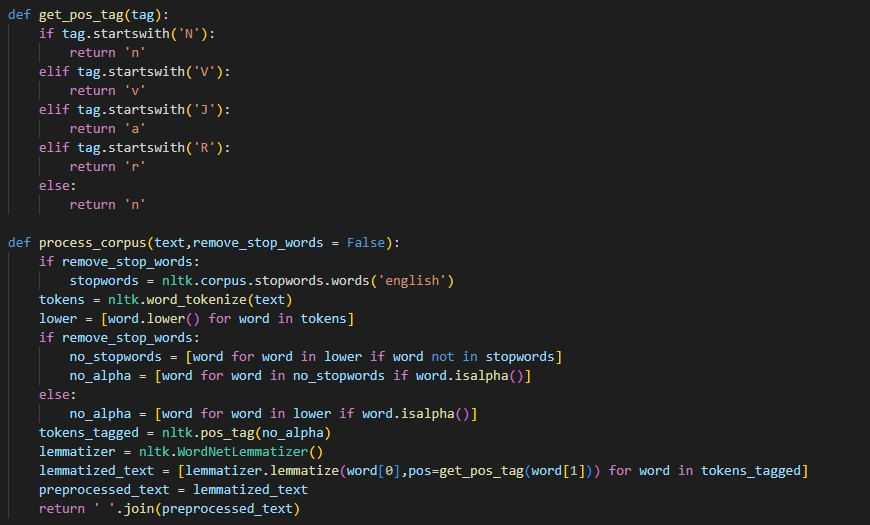 def get_pos_tag(tag):
    if tag.startswith('N'):
        return 'n'
    elif tag.startswith('V'):
        return 'v'
    elif tag.startswith('J'):
        return 'a'
    elif tag.startswith('R'):
        return 'r'
    else:
        return 'n'

def process_corpus(text,remove_stop_words = False):
    if remove_stop_words:
        stopwords = nltk.corpus.stopwords.words('english')
    tokens = nltk.word_tokenize(text)
    lower = [word.lower() for word in tokens]
    if remove_stop_words:
        no_stopwords = [word for word in lower if word not in stopwords]
        no_alpha = [word for word in no_stopwords if word.isalpha()]
    else:
        no_alpha = [word for word in lower if word.isalpha()]
    tokens_tagged = nltk.pos_tag(no_alpha)
    lemmatizer = nltk.WordNetLemmatizer()
    lemmatized_text = [lemmatizer.lemmatize(word[0],pos=get_pos_tag(word[1])) for word in tokens_tagged]
    preprocessed_text = lemmatized_text
    return ' '.join(preprocessed_text)